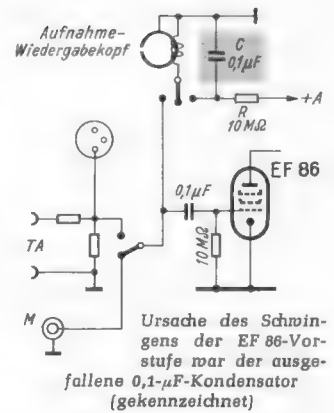 Aufnahme-
Wiedergabekopf
C
0,1µF
R
10MΩ
+A
EF 86
0,1µF
10MΩ
TA
M
Ursache des Schwin-
gens der EF 86-Vor-
stufe war der ausge-
fallene 0,1-µF-Kondensator
(gekennzeichnet)